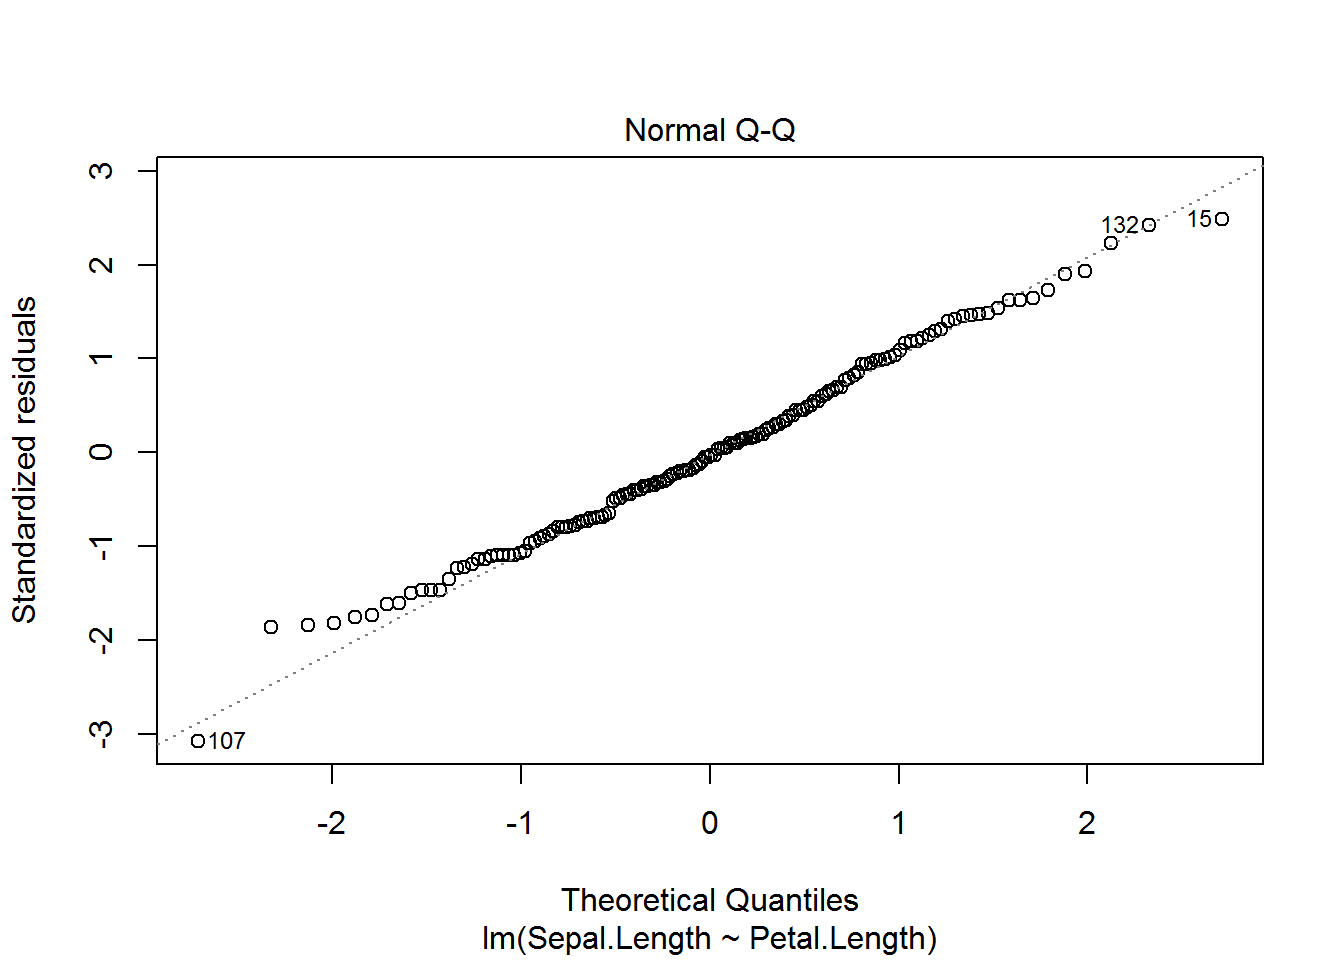 Normal Q-Q
Standardized residuals
3
2
1
0
-1
-2
-3
132
15
107
-2 -1 0 1 2
Theoretical Quantiles
lm(Sepal.Length ~ Petal.Length)